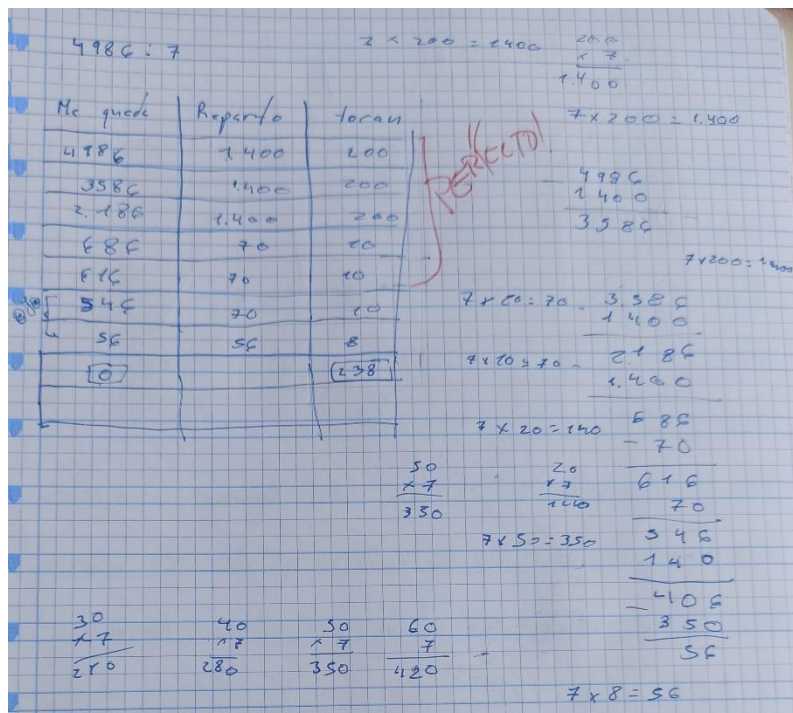 4986 : 7
7 x 200 = 1400
200
x 7
1.400
7 x 200 = 1.400
Me queda Reparto tocan
4986 1.400 200
3586 1.400 200
2.186 1.400 200
686 70 10
616 70 10
546 70 10
56 56 8
0 238
PERFECTO!
- 4986
1400
3586
7x200=1400
7 x 10 = 70 - 3.586
1400
7 x 10 = 70 - 2186
1.400
7 x 20 = 140 686
- 70
616
70
546
140
- 406
350
56
50
x 7
350
20
x 7
140
7 x 50 = 350
30
x 7
210
40
x 7
280
50
x 7
350
60
7
420
7 x 8 = 56